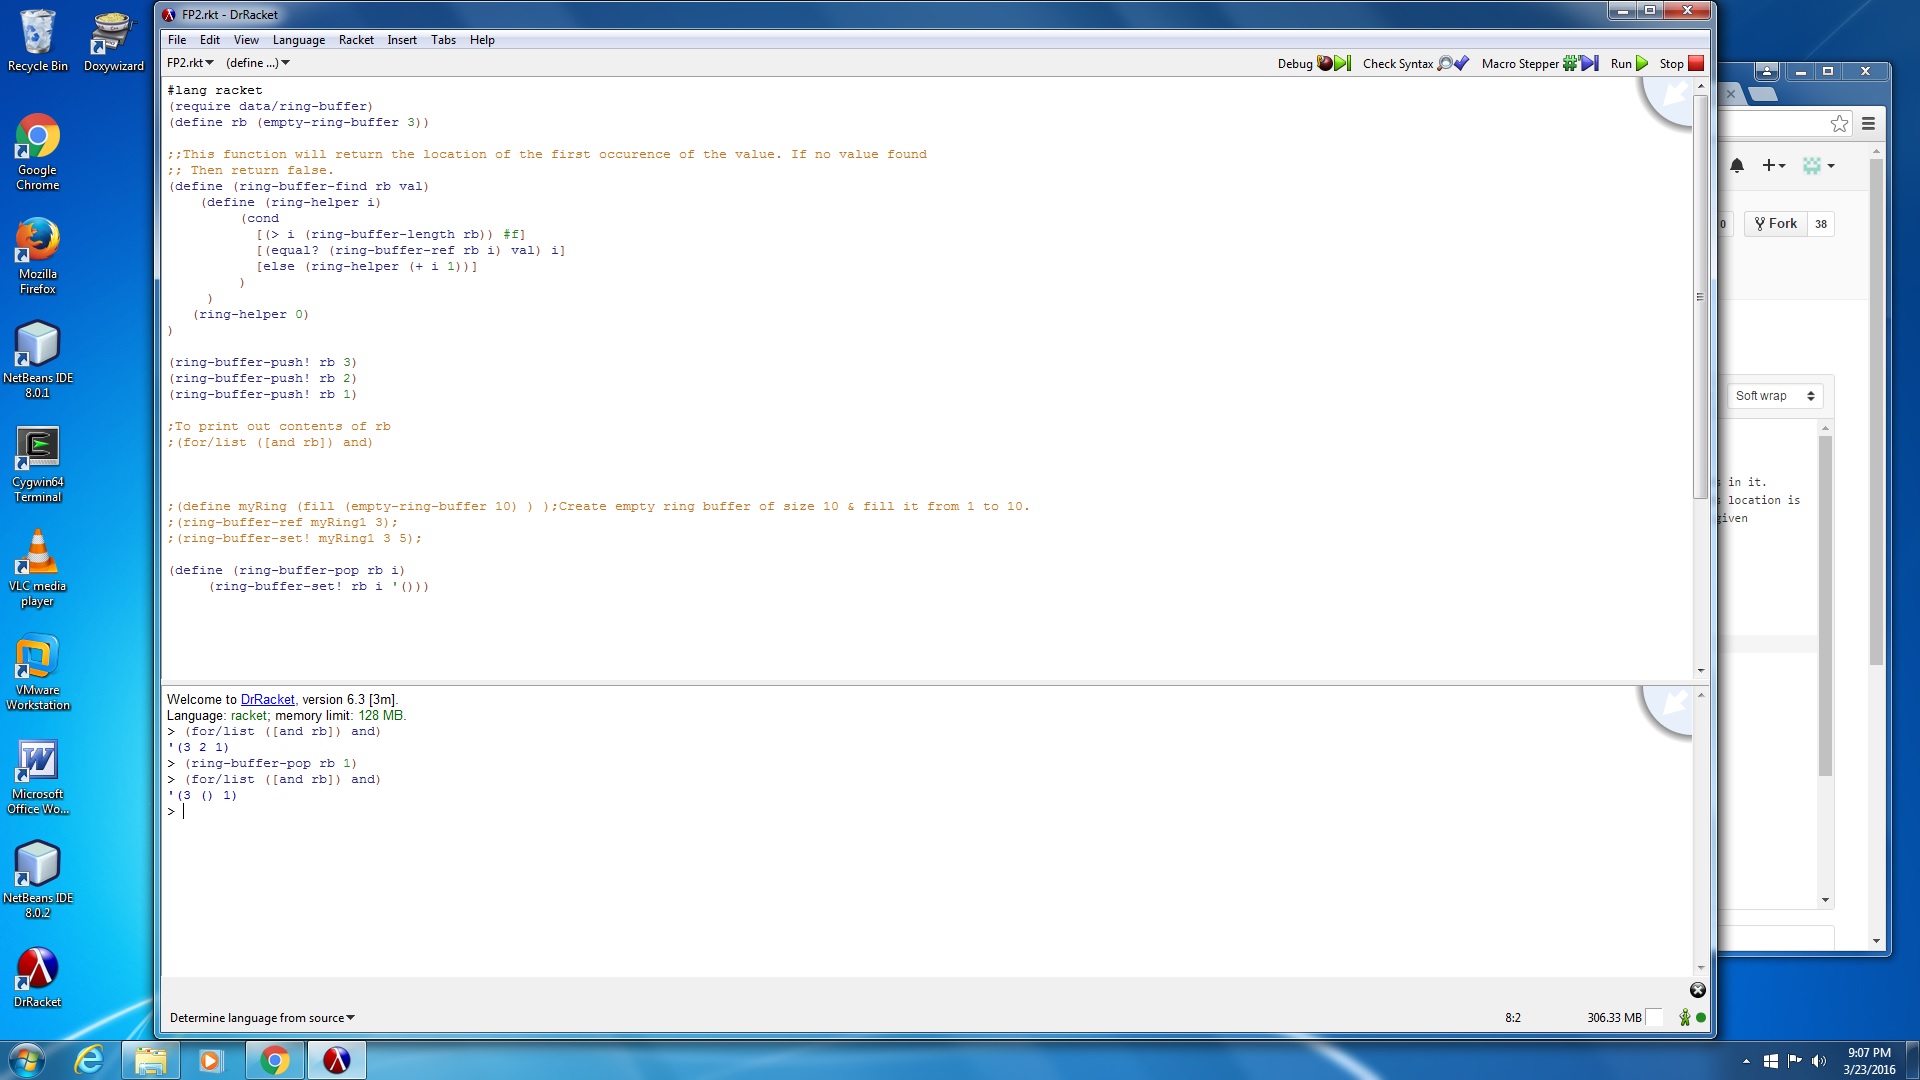 Recycle Bin
Doxywizard
Google Chrome
Mozilla Firefox
NetBeans IDE 8.0.1
Cygwin64 Terminal
VLC media player
VMware Workstation
Microsoft Office Wo...
NetBeans IDE 8.0.2
DrRacket
FP2.rkt - DrRacket
File Edit View Language Racket Insert Tabs Help
FP2.rkt (define ...) Debug Check Syntax Macro Stepper Run Stop
#lang racket
(require data/ring-buffer)
(define rb (empty-ring-buffer 3))
;;This function will return the location of the first occurence of the value. If no value found
;; Then return false.
(define (ring-buffer-find rb val)
(define (ring-helper i)
(cond
[(> i (ring-buffer-length rb)) #f]
[(equal? (ring-buffer-ref rb i) val) i]
[else (ring-helper (+ i 1))]
)
)
(ring-helper 0)
)
(ring-buffer-push! rb 3)
(ring-buffer-push! rb 2)
(ring-buffer-push! rb 1)
;To print out contents of rb
;(for/list ([and rb]) and)
;(define myRing (fill (empty-ring-buffer 10) ) );Create empty ring buffer of size 10 & fill it from 1 to 10.
;(ring-buffer-ref myRing1 3);
;(ring-buffer-set! myRing1 3 5);
(define (ring-buffer-pop rb i)
(ring-buffer-set! rb i '()))
Welcome to DrRacket, version 6.3 [3m].
Language: racket; memory limit: 128 MB.
> (for/list ([and rb]) and)
'(3 2 1)
> (ring-buffer-pop rb 1)
> (for/list ([and rb]) and)
'(3 () 1)
>
Determine language from source 8:2 306.33 MB
0 Fork 38
Soft wrap
in it.
location is
given
9:07 PM
3/23/2016